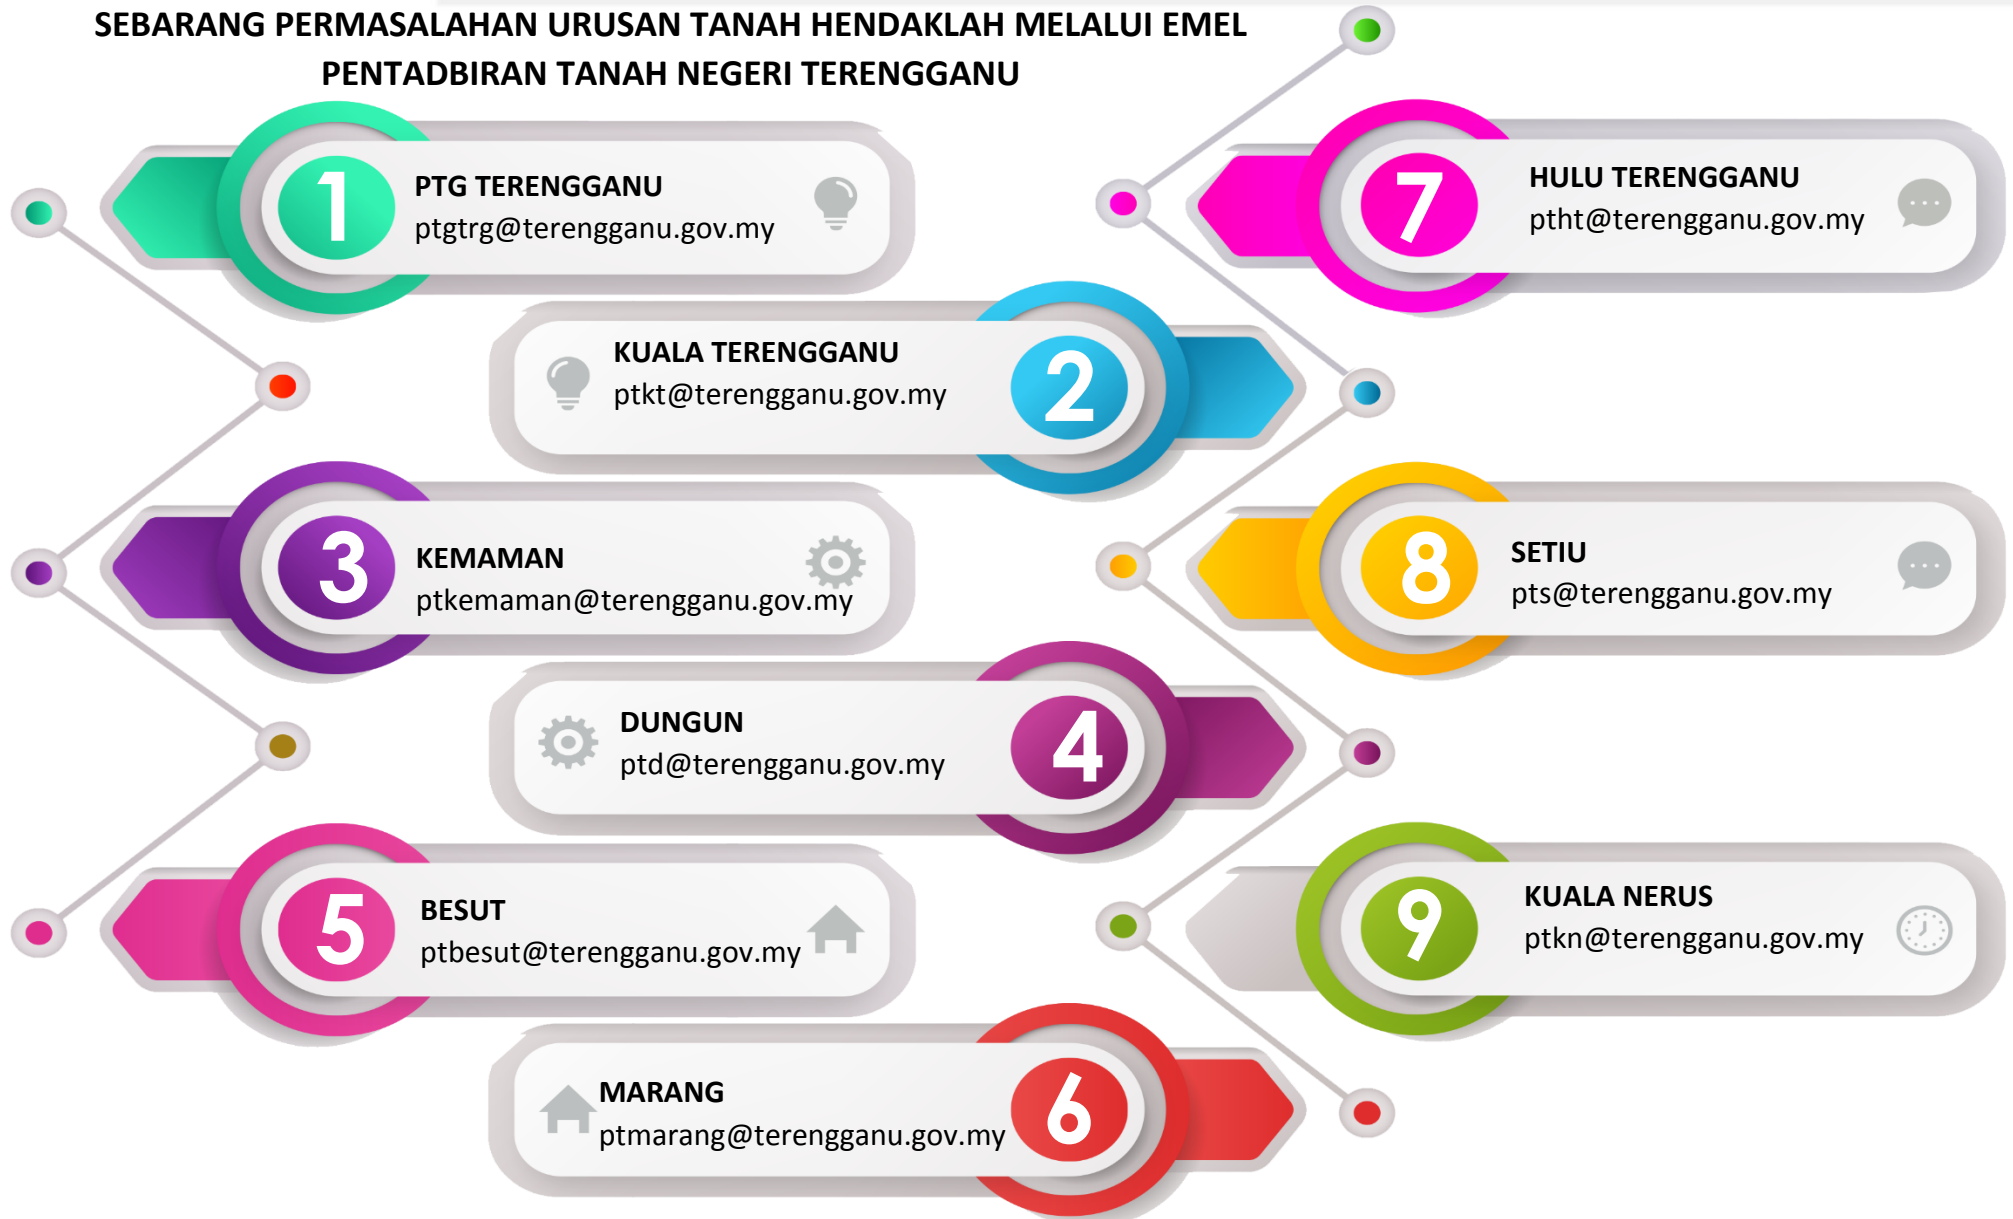 SEBARANG PERMASALAHAN URUSAN TANAH HENDAKLAH MELALUI EMEL
PENTADBIRAN TANAH NEGERI TERENGGANU
1
PTG TERENGGANU
ptgtrg@terengganu.gov.my
2
KUALA TERENGGANU
ptkt@terengganu.gov.my
3
KEMAMAN
ptkemaman@terengganu.gov.my
4
DUNGUN
ptd@terengganu.gov.my
5
BESUT
ptbesut@terengganu.gov.my
6
MARANG
ptmarang@terengganu.gov.my
7
HULU TERENGGANU
ptht@terengganu.gov.my
8
SETIU
pts@terengganu.gov.my
9
KUALA NERUS
ptkn@terengganu.gov.my